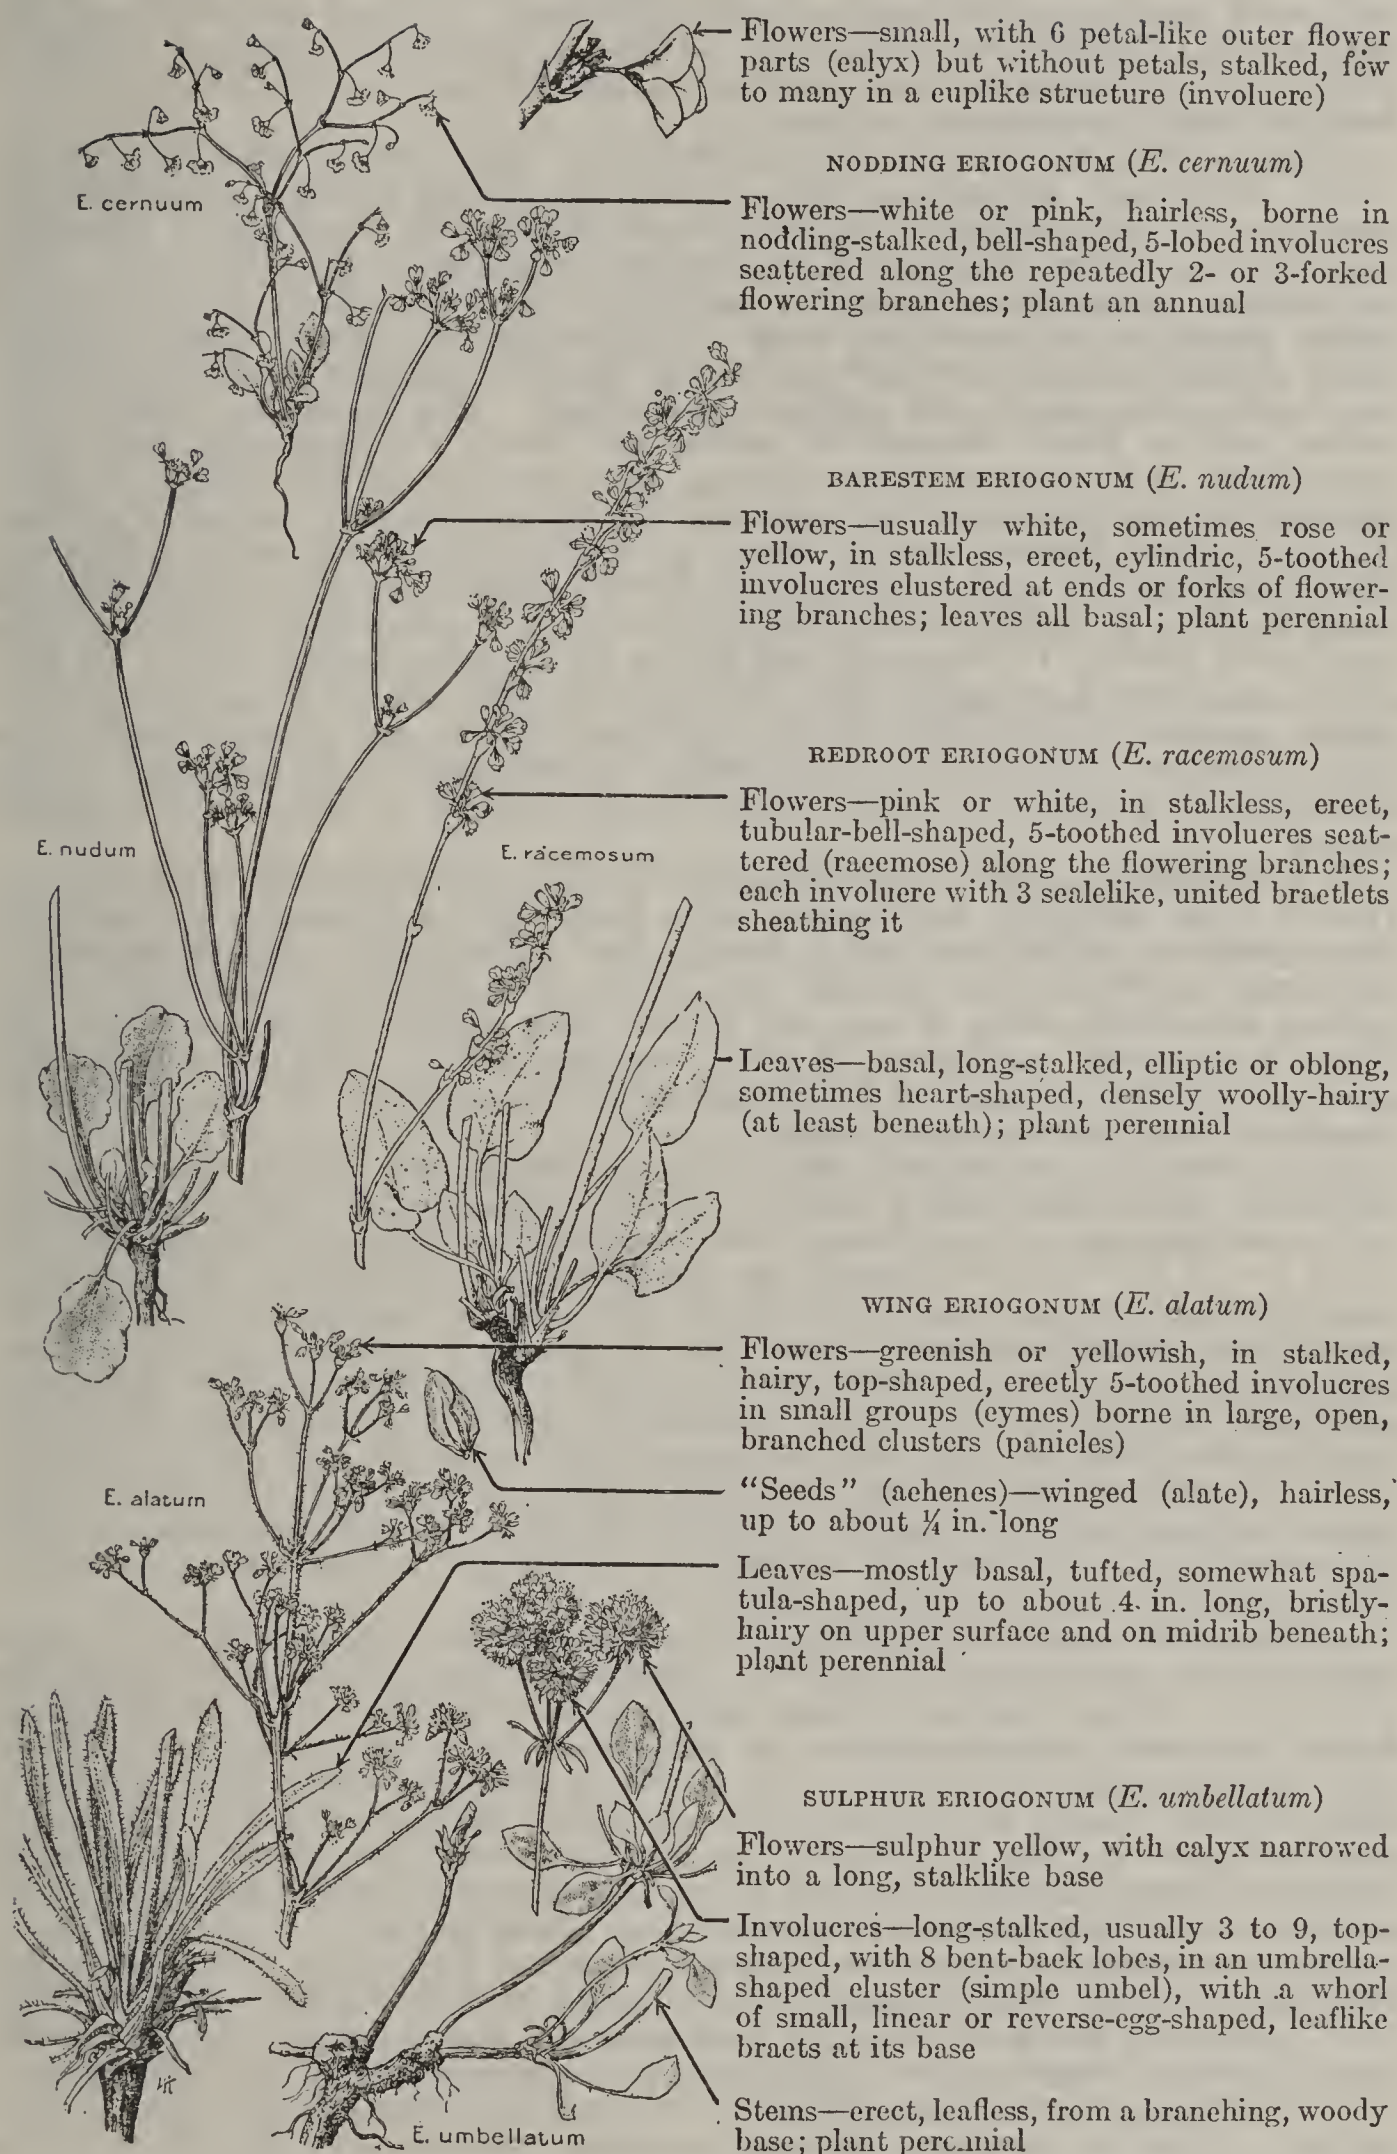 Flowers—small, with 6 petal-like outer flower
parts (calyx) but without petals, stalked, few
to many in a cuplike structure (involucre)
NODDING ERIOGONUM (E. cernuum)
E. cernuum
Flowers—white or pink, hairless, borne in
nodding-stalked, bell-shaped, 5-lobed involucres
scattered along the repeatedly 2- or 3-forked
flowering branches; plant an annual
BARESTEM ERIOGONUM (E. nudum)
Flowers—usually white, sometimes rose or
yellow, in stalkless, erect, cylindric, 5-toothed
involucres clustered at ends or forks of flower-
ing branches; leaves all basal; plant perennial
REDROOT ERIOGONUM (E. racemosum)
Flowers—pink or white, in stalkless, erect,
tubular-bell-shaped, 5-toothed involucres scat-
tered (racemose) along the flowering branches;
each involucre with 3 scalelike, united bractlets
sheathing it
E. nudum
E. racemosum
Leaves—basal, long-stalked, elliptic or oblong,
sometimes heart-shaped, densely woolly-hairy
(at least beneath); plant perennial
WING ERIOGONUM (E. alatum)
Flowers—greenish or yellowish, in stalked,
hairy, top-shaped, erectly 5-toothed involucres
in small groups (cymes) borne in large, open,
branched clusters (panicles)
E. alatum
“Seeds” (achenes)—winged (alate), hairless,
up to about ¼ in. long
Leaves—mostly basal, tufted, somewhat spa-
tula-shaped, up to about 4 in. long, bristly-
hairy on upper surface and on midrib beneath;
plant perennial
SULPHUR ERIOGONUM (E. umbellatum)
Flowers—sulphur yellow, with calyx narrowed
into a long, stalklike base
Involucres—long-stalked, usually 3 to 9, top-
shaped, with 8 bent-back lobes, in an umbrella-
shaped cluster (simple umbel), with a whorl
of small, linear or reverse-egg-shaped, leaflike
bracts at its base
Stems—erect, leafless, from a branching, woody
base; plant perennial
E. umbellatum